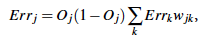 Err_j = O_j(1 − O_j) ∑_k Err_k w_jk,